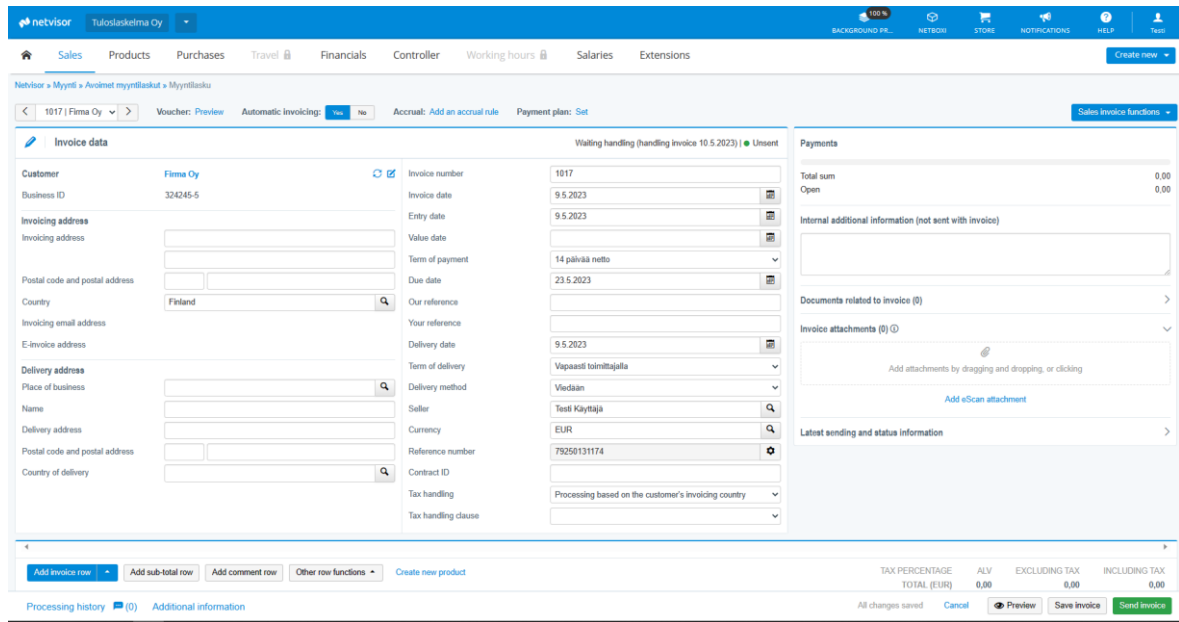 netvisor Tuloslaskelma Oy 100 % BACKGROUND PR... NETBOX STORE NOTIFICATIONS HELP Testi
Sales Products Purchases Travel Financials Controller Working hours Salaries Extensions Create new
Netvisor » Myynti » Avoimet myyntilaskut » Myyntilasku
1017 | Firma Oy Voucher: Preview Automatic invoicing: Yes No Accrual: Add an accrual rule Payment plan: Set Sales invoice functions
Invoice data Waiting handling (handling invoice 10.5.2023) | Unsent
Customer Firma Oy
Business ID 324245-5
Invoicing address
Invoicing address
Postal code and postal address
Country Finland
Invoicing email address
E-invoice address
Delivery address
Place of business
Name
Delivery address
Postal code and postal address
Country of delivery
Invoice number 1017
Invoice date 9.5.2023
Entry date 9.5.2023
Value date
Term of payment 14 päivää netto
Due date 23.5.2023
Our reference
Your reference
Delivery date 9.5.2023
Term of delivery Vapaasti toimittajalla
Delivery method Viedään
Seller Testi Käyttäjä
Currency EUR
Reference number 79250131174
Contract ID
Tax handling Processing based on the customer's invoicing country
Tax handling clause
Payments
Total sum 0,00
Open 0,00
Internal additional information (not sent with invoice)
Documents related to invoice (0)
Invoice attachments (0)
Add attachments by dragging and dropping, or clicking
Add eScan attachment
Latest sending and status information
Add invoice row Add sub-total row Add comment row Other row functions Create new product
TAX PERCENTAGE ALV EXCLUDING TAX INCLUDING TAX
TOTAL (EUR) 0,00 0,00 0,00
Processing history (0) Additional information All changes saved Cancel Preview Save invoice Send invoice